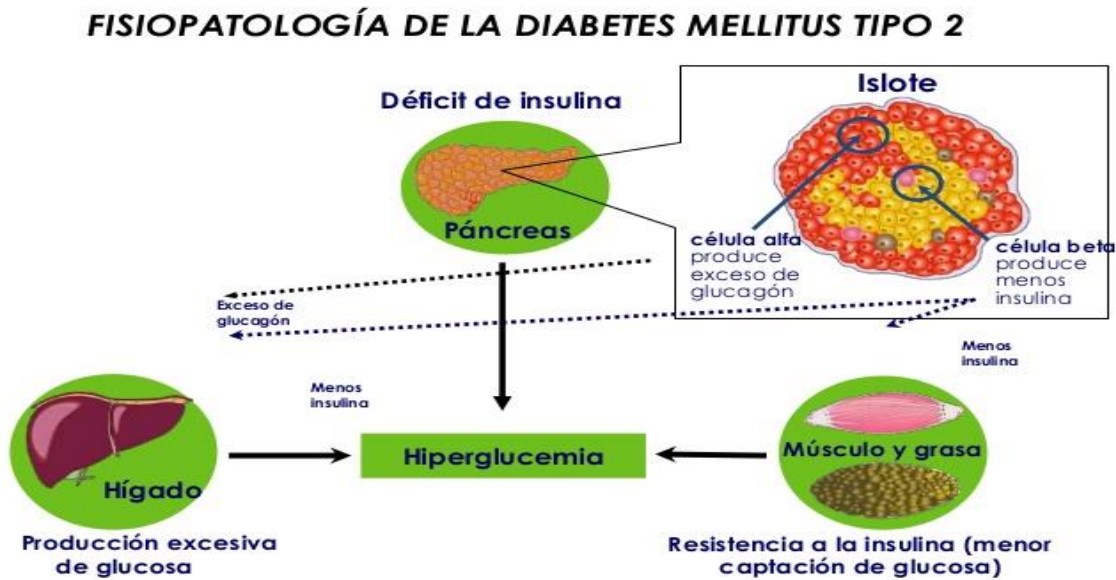 FISIOPATOLOGÍA DE LA DIABETES MELLITUS TIPO 2
Déficit de insulina
Páncreas
Islote
célula alfa
produce
exceso de
glucagón
célula beta
produce
menos
insulina
Exceso de
glucagón
Menos
insulina
Menos
insulina
Hígado
Hiperglucemia
Músculo y grasa
Producción excesiva
de glucosa
Resistencia a la insulina (menor
captación de glucosa)